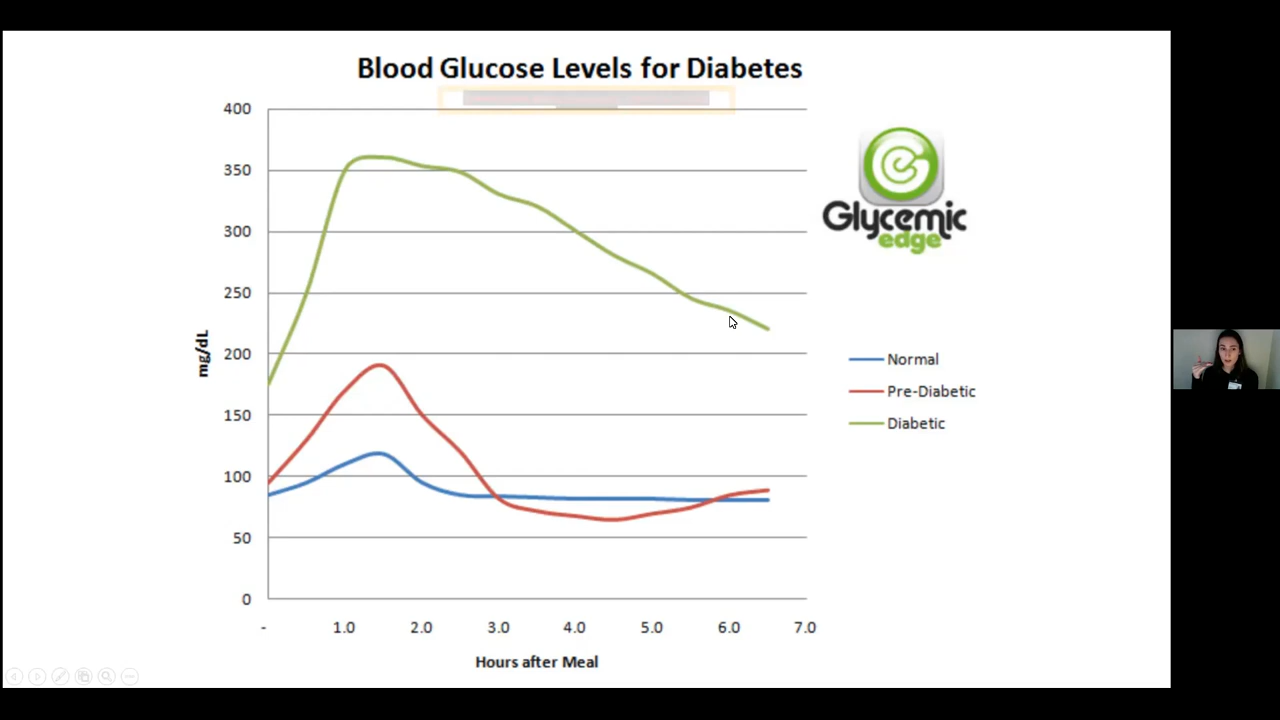 Blood Glucose Levels for Diabetes
400
350
300
250
200
150
100
50
0
mg/dL
-
1.0
2.0
3.0
4.0
5.0
6.0
7.0
Hours after Meal
Glycemic
edge
Normal
Pre-Diabetic
Diabetic